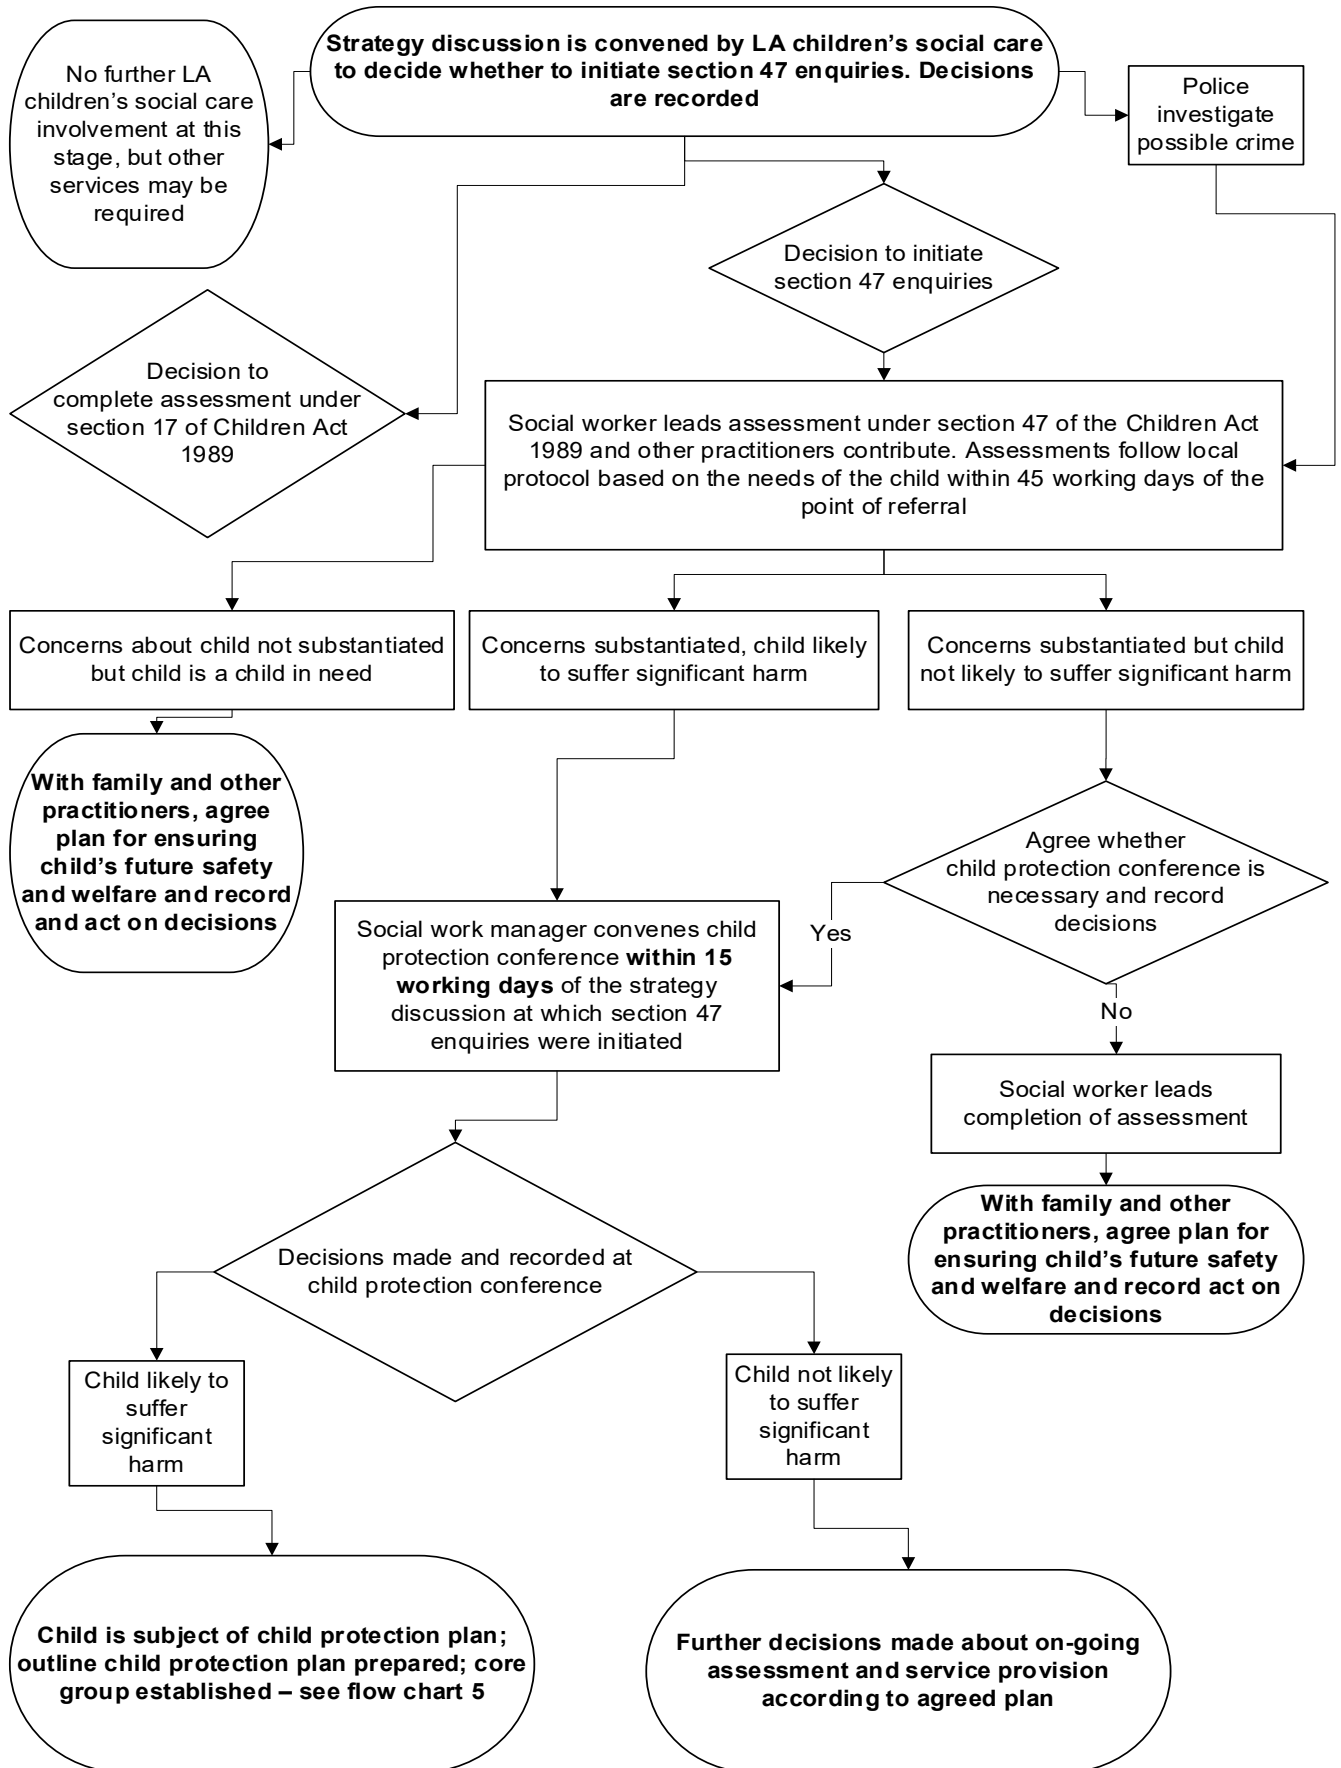 Strategy discussion is convened by LA children’s social care
to decide whether to initiate section 47 enquiries. Decisions
are recorded
No further LA
children’s social care
involvement at this
stage, but other
services may be
required
Police
investigate
possible crime
Decision to initiate
section 47 enquiries
Decision to
complete assessment under
section 17 of Children Act
1989
Social worker leads assessment under section 47 of the Children Act
1989 and other practitioners contribute. Assessments follow local
protocol based on the needs of the child within 45 working days of the
point of referral
Concerns about child not substantiated
but child is a child in need
Concerns substantiated, child likely
to suffer significant harm
Concerns substantiated but child
not likely to suffer significant harm
With family and other
practitioners, agree
plan for ensuring
child’s future safety
and welfare and record
and act on decisions
Agree whether
child protection conference is
necessary and record
decisions
Yes
No
Social work manager convenes child
protection conference within 15
working days of the strategy
discussion at which section 47
enquiries were initiated
Social worker leads
completion of assessment
With family and other
practitioners, agree plan for
ensuring child’s future safety
and welfare and record act on
decisions
Decisions made and recorded at
child protection conference
Child likely to
suffer
significant
harm
Child not likely
to suffer
significant
harm
Child is subject of child protection plan;
outline child protection plan prepared; core
group established – see flow chart 5
Further decisions made about on-going
assessment and service provision
according to agreed plan